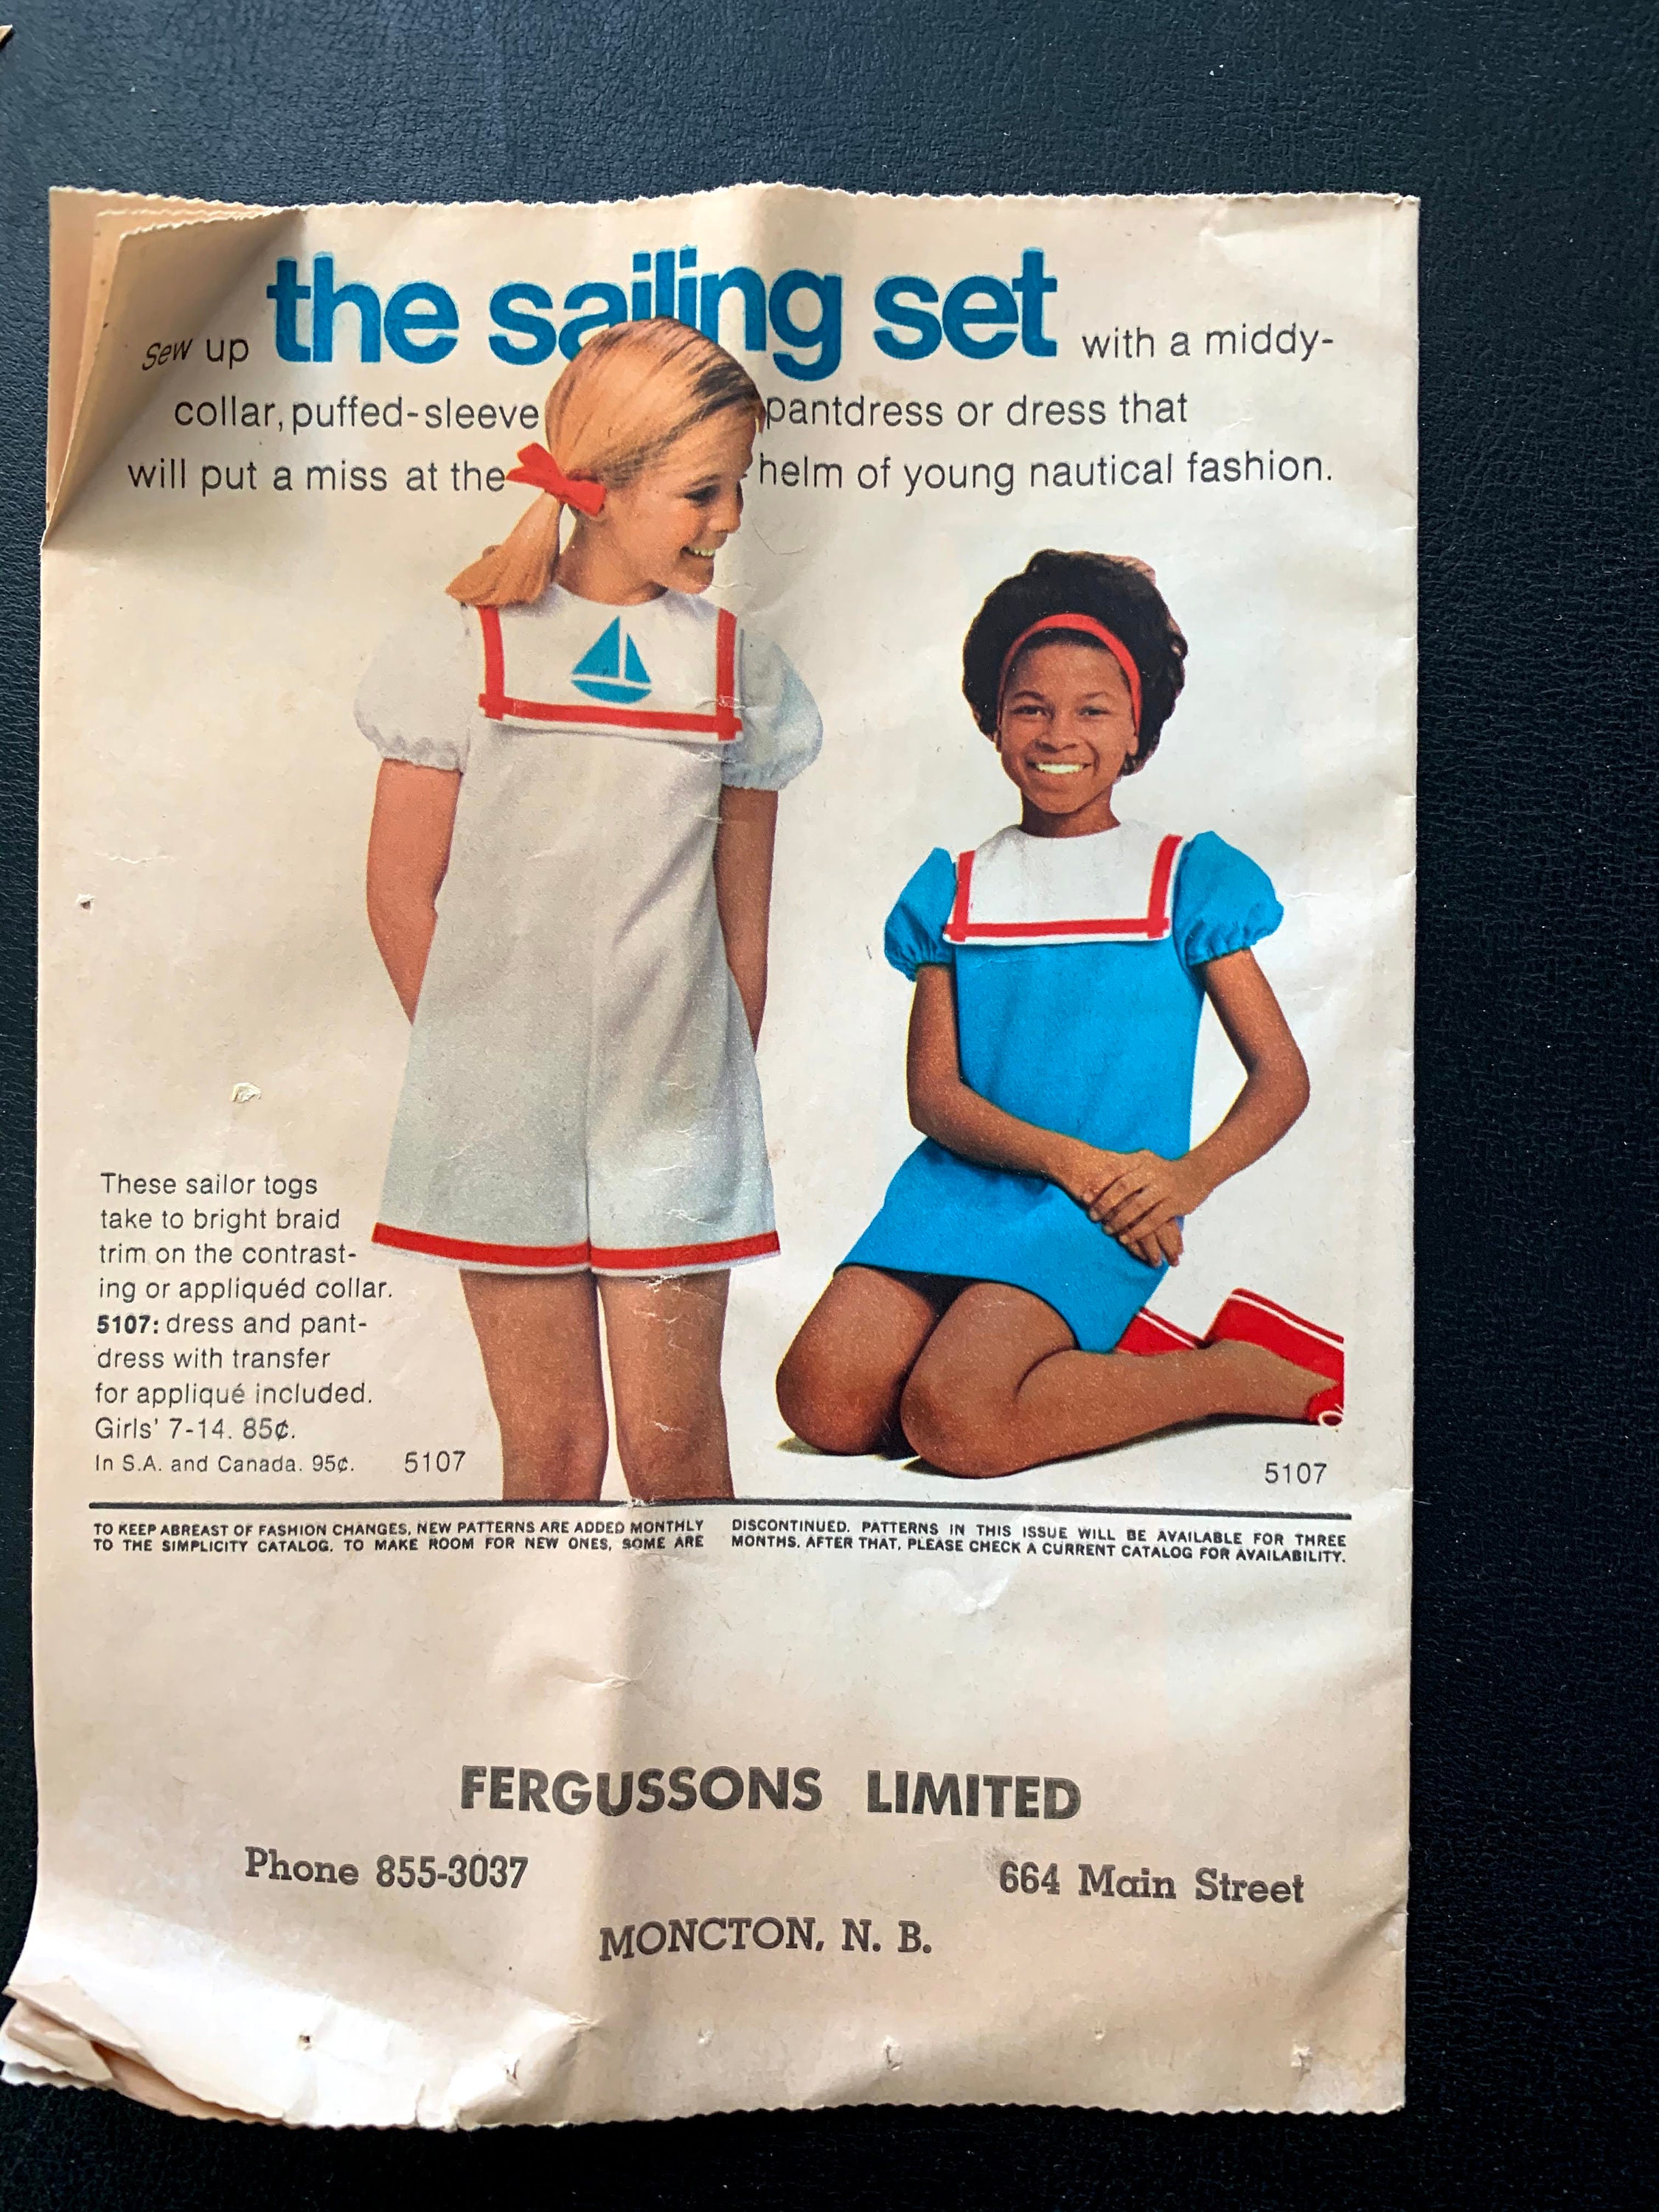 sew up the sailing set with a middy-
collar, puffed-sleeve pantdress or dress that
will put a miss at the helm of young nautical fashion.
These sailor togs
take to bright braid
trim on the contrast-
ing or appliquéd collar.
5107: dress and pant-
dress with transfer
for appliqué included.
Girls' 7-14. 85¢.
In S.A. and Canada. 95¢.
5107
5107
TO KEEP ABREAST OF FASHION CHANGES, NEW PATTERNS ARE ADDED MONTHLY
TO THE SIMPLICITY CATALOG. TO MAKE ROOM FOR NEW ONES, SOME ARE
DISCONTINUED. PATTERNS IN THIS ISSUE WILL BE AVAILABLE FOR THREE
MONTHS. AFTER THAT, PLEASE CHECK A CURRENT CATALOG FOR AVAILABILITY.
FERGUSSONS LIMITED
Phone 855-3037
664 Main Street
MONCTON, N. B.